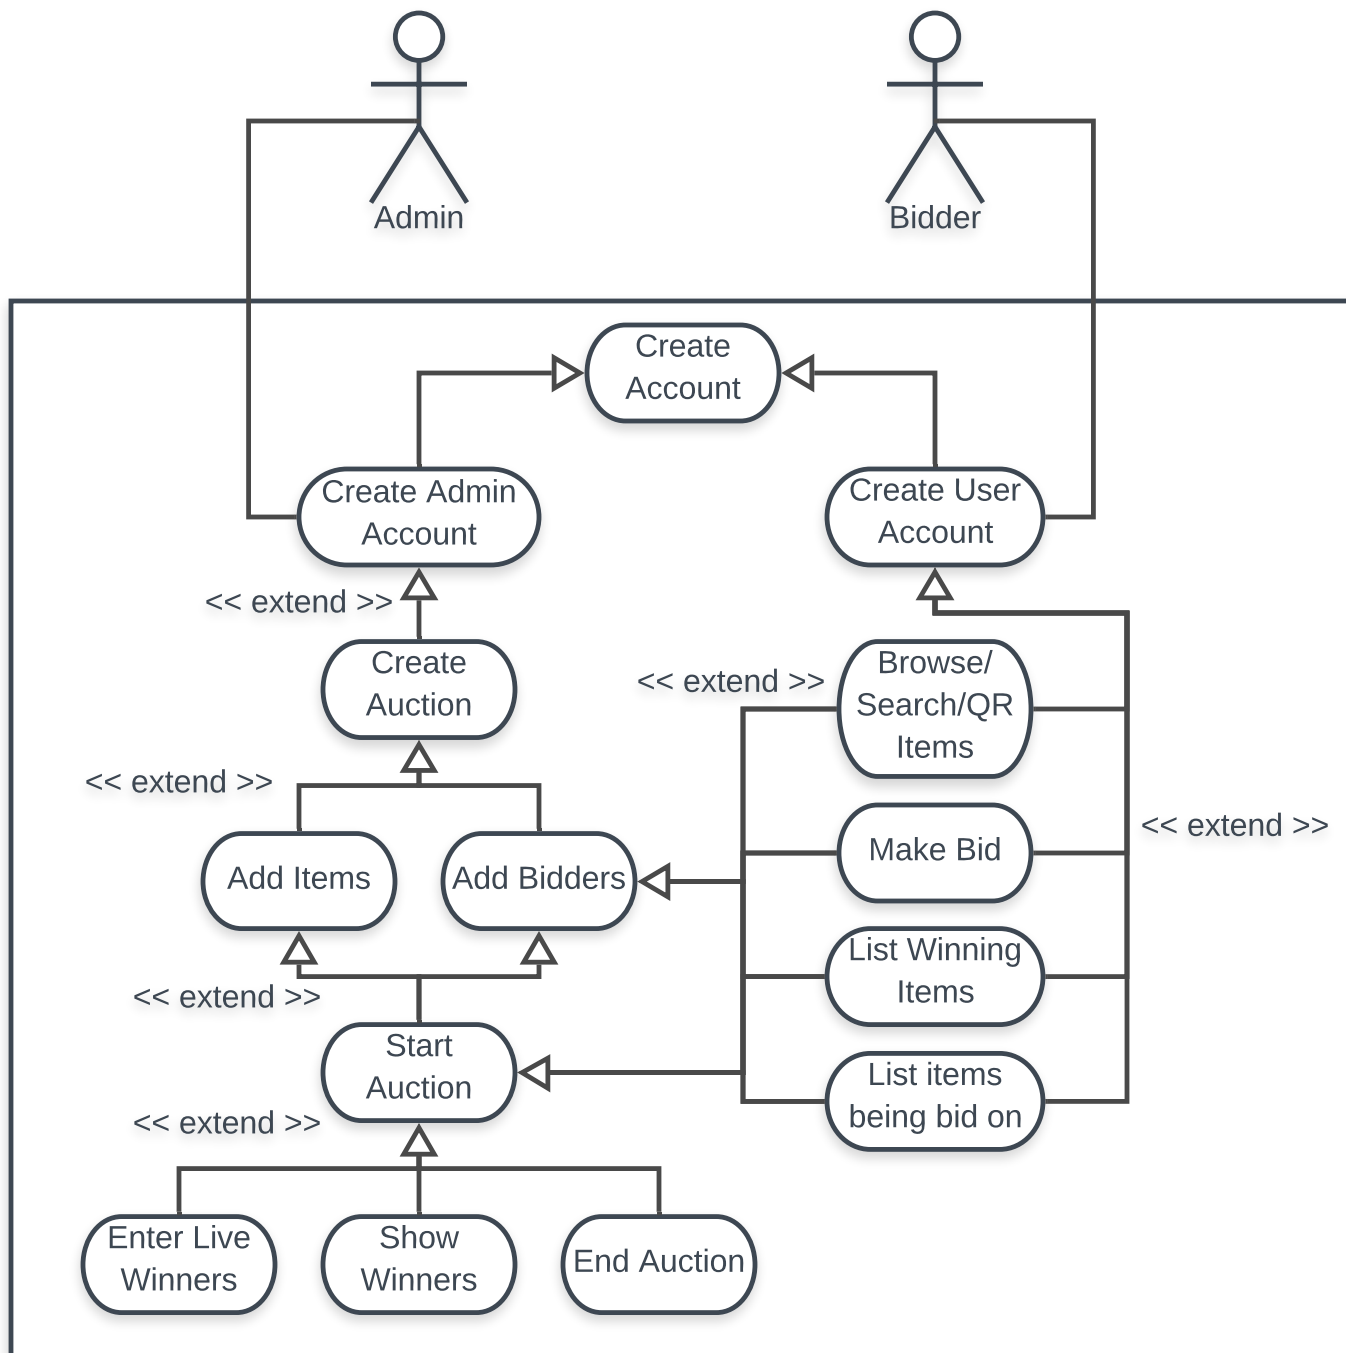 Admin
Bidder
Create
Account
Create Admin
Account
Create User
Account
<< extend >>
Create
Auction
<< extend >>
Browse/
Search/QR
Items
<< extend >>
Add Items
Add Bidders
Make Bid
<< extend >>
List Winning
Items
<< extend >>
Start
Auction
List items
being bid on
<< extend >>
Enter Live
Winners
Show
Winners
End Auction